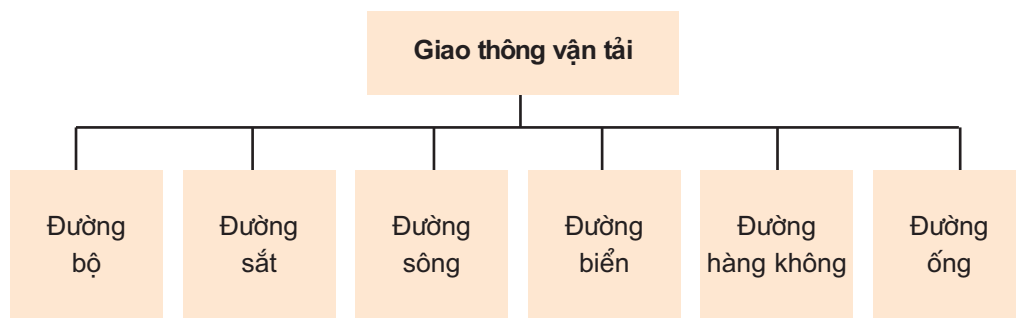 Giao thông vận tải
Đường
bộ
Đường
sắt
Đường
sông
Đường
biển
Đường
hàng không
Đường
ống